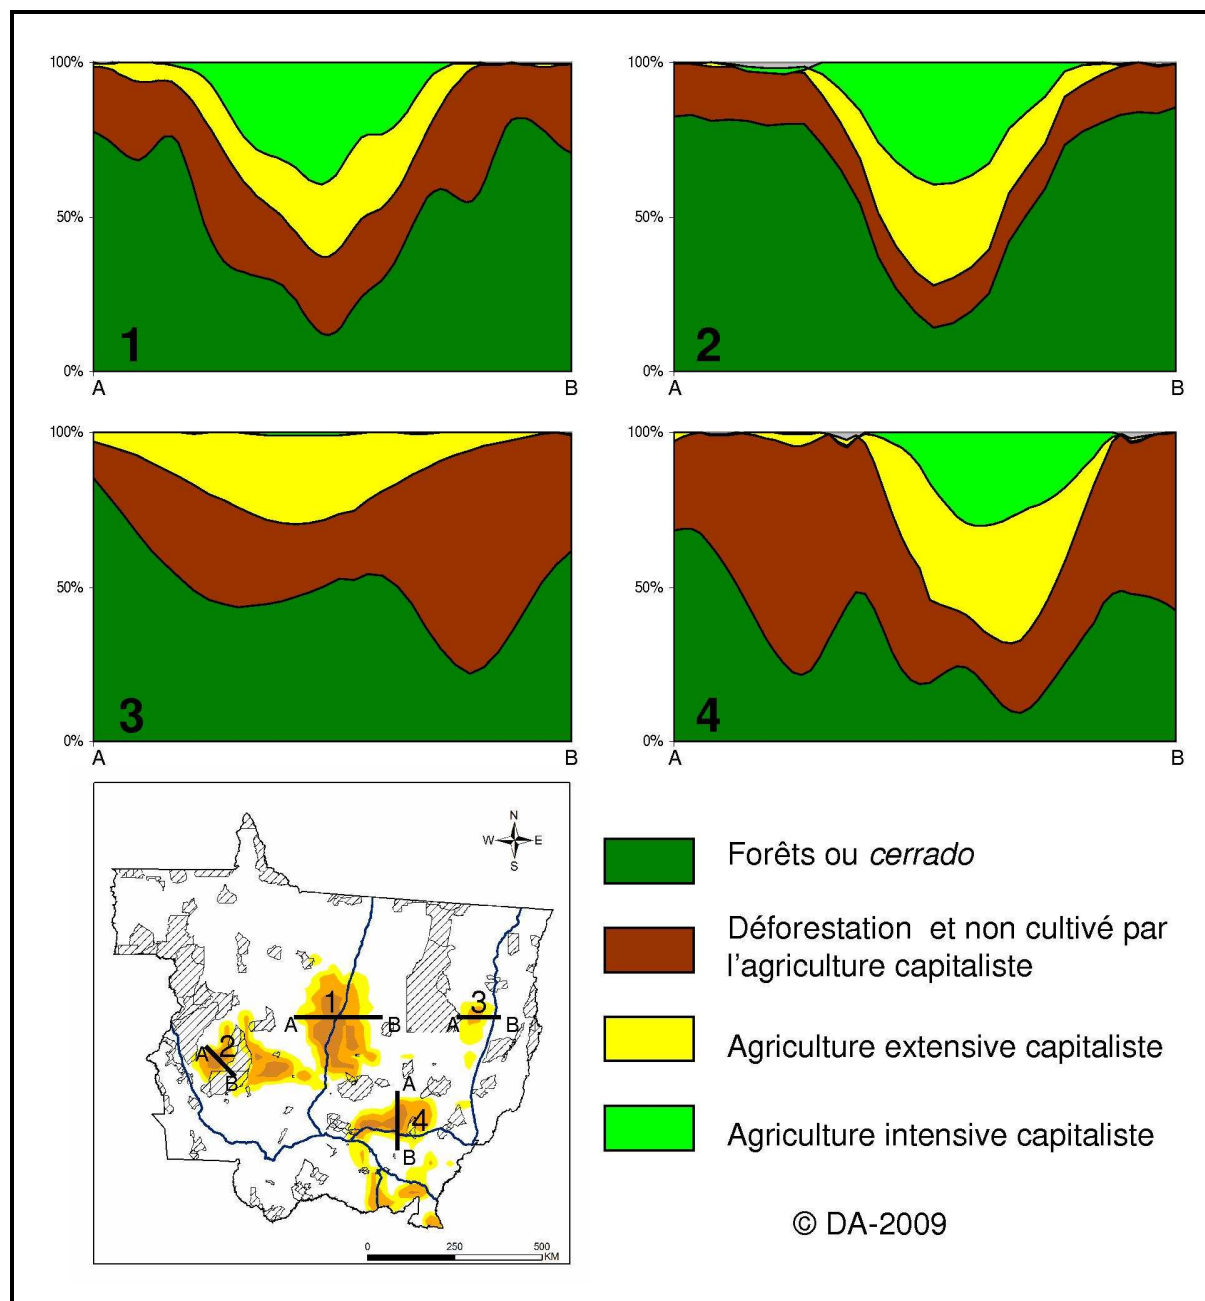 100%
50%
0%
1
A
B
100%
50%
0%
2
A
B
100%
50%
0%
3
A
B
100%
50%
0%
4
A
B
N
W
E
S
1
A
B
2
A
B
3
A
B
4
A
B
0
250
500
KM
Forêts ou cerrado
Déforestation et non cultivé par
l'agriculture capitaliste
Agriculture extensive capitaliste
Agriculture intensive capitaliste
© DA-2009